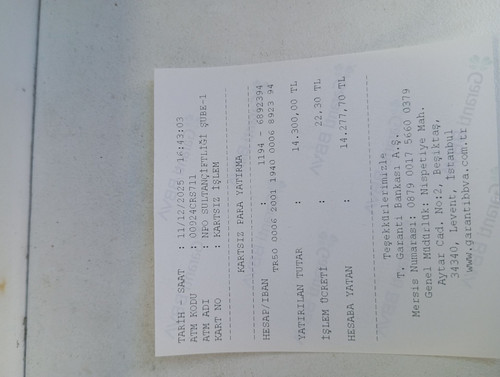 TARİH - SAAT : 11/12/2025 - 16:43:03
ATM KODU : 00924CRS711
ATM ADI : NPO SULTANÇİFTLİĞİ ŞUBE-1
KART NO : KARTSIZ İŞLEM
KARTSIZ PARA YATIRMA
HESAP/IBAN : 1194 - 6892394
TR50 0006 2001 1940 0006 8923 94
YATIRILAN TUTAR : 14.300,00 TL
İŞLEM ÜCRETİ : 22,30 TL
HESABA YATAN : 14.277,70 TL
Teşekkürlerimizle
T. Garanti Bankası A.Ş.
Mersis Numarası: 0879 0017 5660 0379
Genel Müdürlük: Nispetiye Mah.
Aytar Cad. No:2, Beşiktaş,
34340, Levent, İstanbul
www.garantibbva.com.tr